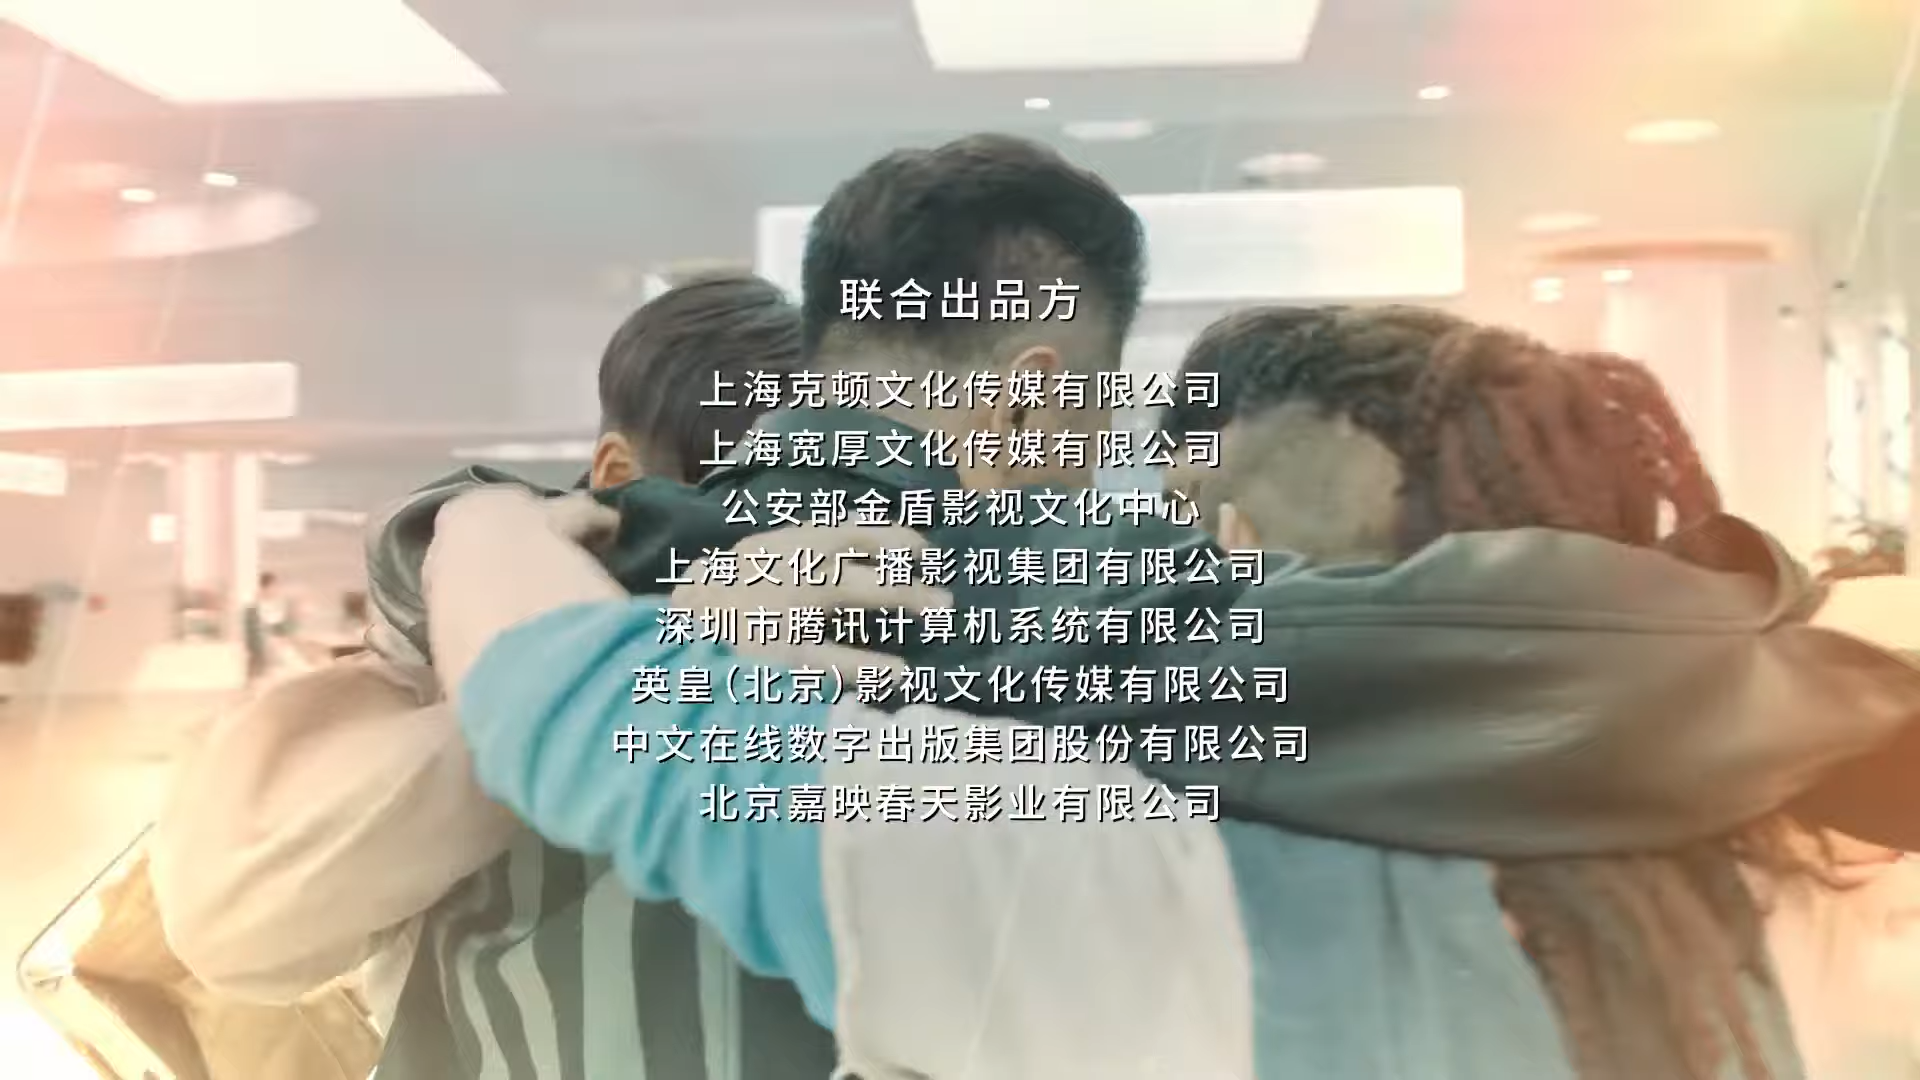 联合出品方
上海克顿文化传媒有限公司
上海宽厚文化传媒有限公司
公安部金盾影视文化中心
上海文化广播影视集团有限公司
深圳市腾讯计算机系统有限公司
英皇(北京)影视文化传媒有限公司
中文在线数字出版集团股份有限公司
北京嘉映春天影业有限公司